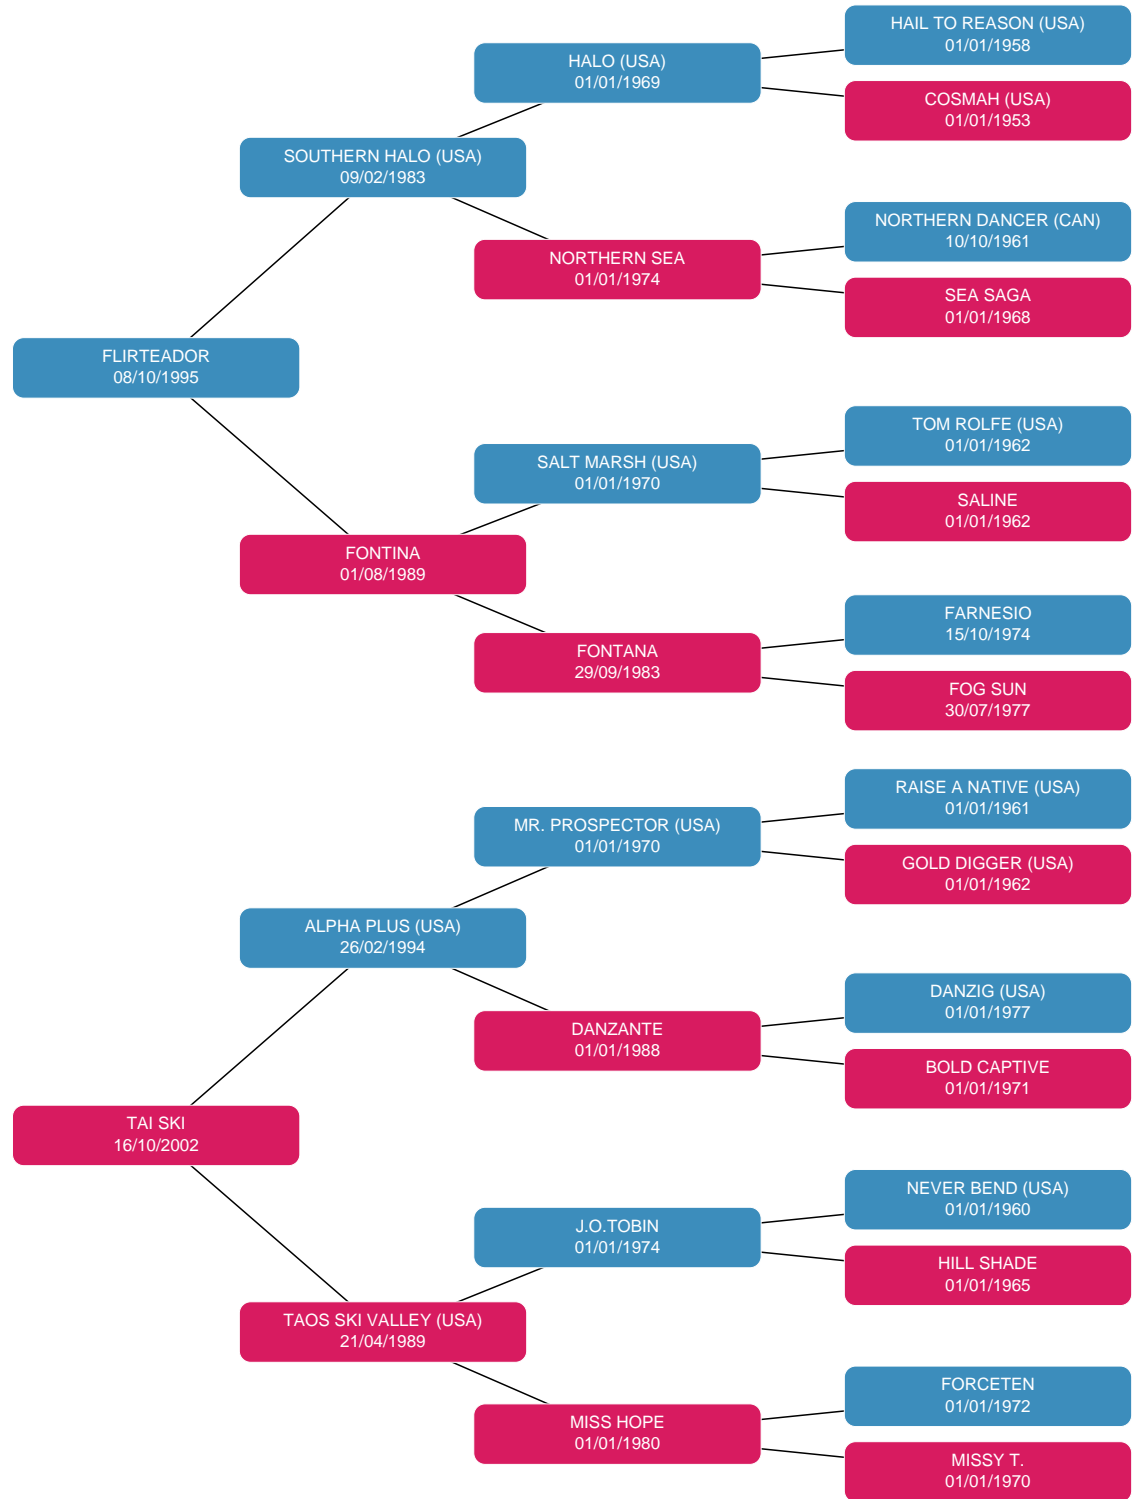 HAIL TO REASON (USA)
01/01/1958
HALO (USA)
01/01/1969
COSMAH (USA)
01/01/1953
SOUTHERN HALO (USA)
09/02/1983
NORTHERN DANCER (CAN)
10/10/1961
NORTHERN SEA
01/01/1974
SEA SAGA
01/01/1968
FLIRTEADOR
08/10/1995
TOM ROLFE (USA)
01/01/1962
SALT MARSH (USA)
01/01/1970
SALINE
01/01/1962
FONTINA
01/08/1989
FARNESIO
15/10/1974
FONTANA
29/09/1983
FOG SUN
30/07/1977
RAISE A NATIVE (USA)
01/01/1961
MR. PROSPECTOR (USA)
01/01/1970
GOLD DIGGER (USA)
01/01/1962
ALPHA PLUS (USA)
26/02/1994
DANZIG (USA)
01/01/1977
DANZANTE
01/01/1988
BOLD CAPTIVE
01/01/1971
TAI SKI
16/10/2002
NEVER BEND (USA)
01/01/1960
J.O.TOBIN
01/01/1974
HILL SHADE
01/01/1965
TAOS SKI VALLEY (USA)
21/04/1989
FORCETEN
01/01/1972
MISS HOPE
01/01/1980
MISSY T.
01/01/1970